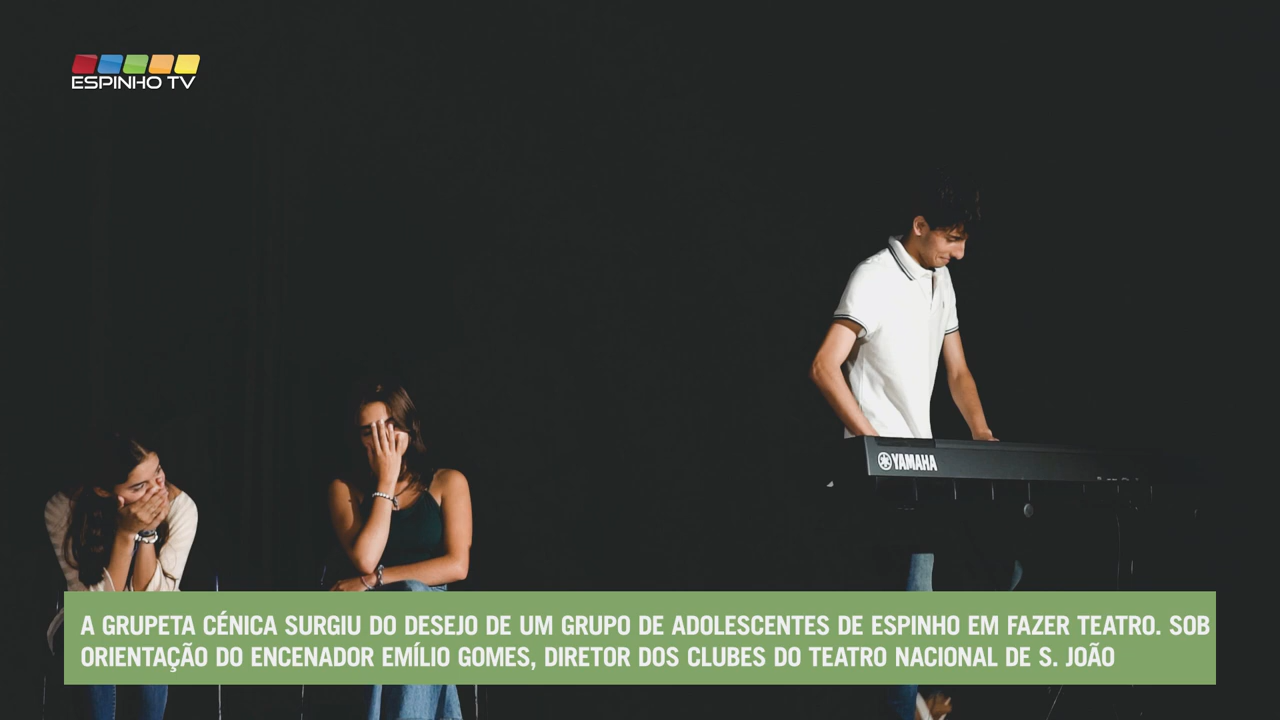 ESPINHO TV
YAMAHA
A GRUPETA CÉNICA SURGIU DO DESEJO DE UM GRUPO DE ADOLESCENTES DE ESPINHO EM FAZER TEATRO. SOB
ORIENTAÇÃO DO ENCENADOR EMÍLIO GOMES, DIRETOR DOS CLUBES DO TEATRO NACIONAL DE S. JOÃO